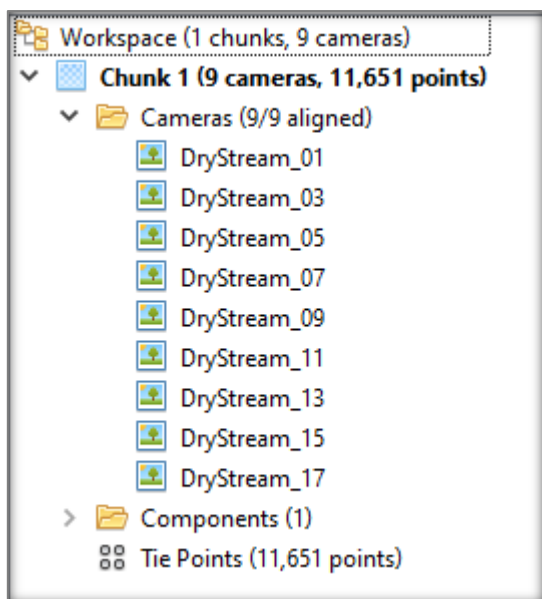 Workspace (1 chunks, 9 cameras)
Chunk 1 (9 cameras, 11,651 points)
Cameras (9/9 aligned)
DryStream_01
DryStream_03
DryStream_05
DryStream_07
DryStream_09
DryStream_11
DryStream_13
DryStream_15
DryStream_17
Components (1)
Tie Points (11,651 points)